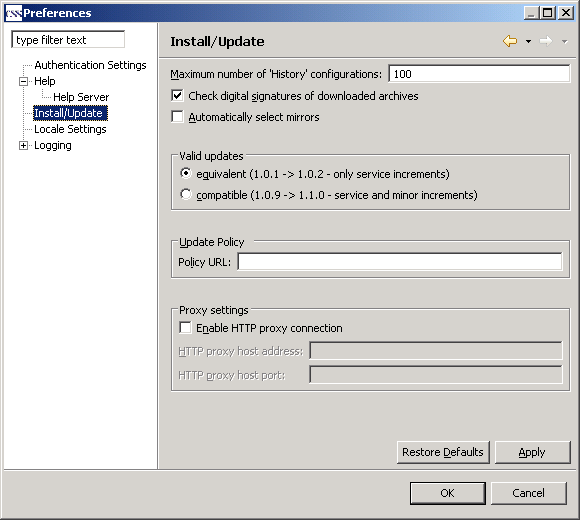 CSS Preferences
type filter text
Authentication Settings
Help
Help Server
Install/Update
Locale Settings
Logging
Install/Update
Maximum number of 'History' configurations: 100
Check digital signatures of downloaded archives
Automatically select mirrors
Valid updates
equivalent (1.0.1 -> 1.0.2 - only service increments)
compatible (1.0.9 -> 1.1.0 - service and minor increments)
Update Policy
Policy URL:
Proxy settings
Enable HTTP proxy connection
HTTP proxy host address:
HTTP proxy host port:
Restore Defaults Apply
OK Cancel